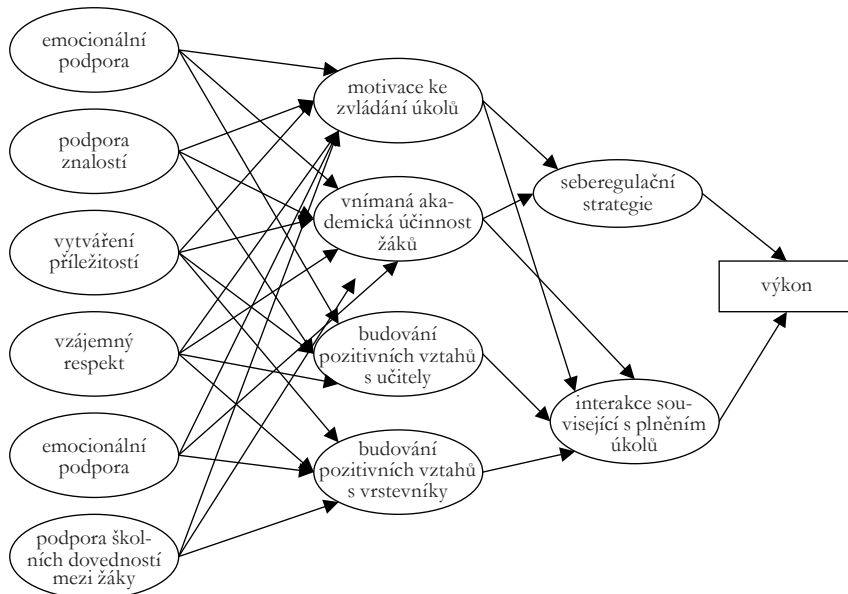 emocionální
podpora
podpora
znalostí
vytváření
příležitostí
vzájemný
respekt
emocionální
podpora
podpora škol-
ních dovedností
mezi žáky
motivace ke
zvládání úkolů
vnímaná aka-
demická účinnost
žáků
budování
pozitivních vztahů
s učitely
budování
pozitivních vztahů
s vrstevníky
seberegulační
strategie
interakce sou-
visející s plněním
úkolů
výkon